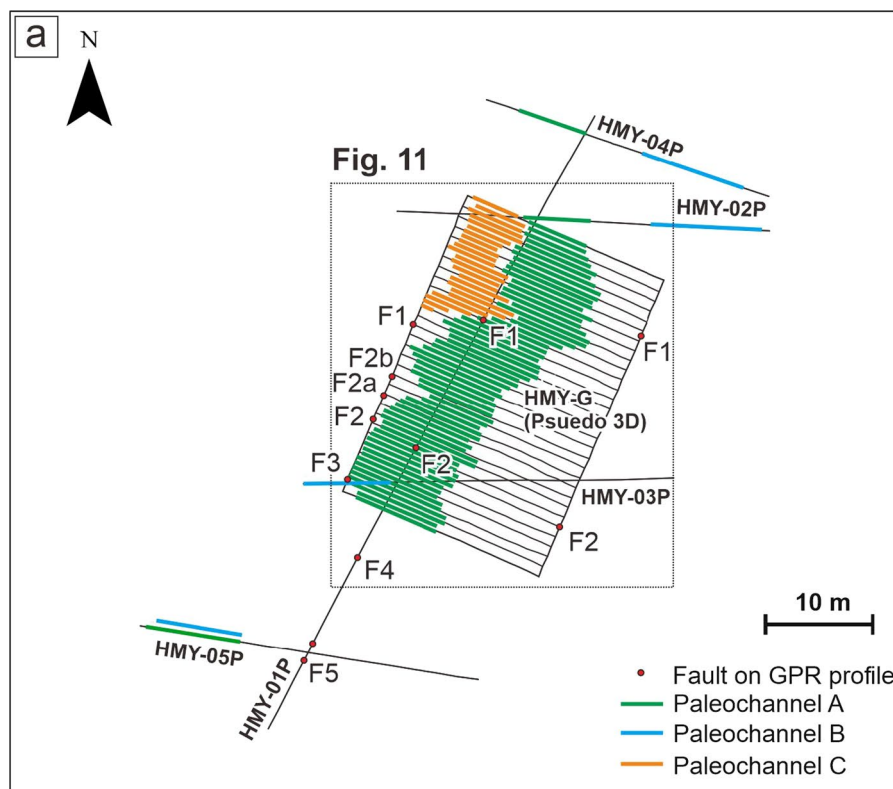 a
N
HMY-04P
Fig. 11
HMY-02P
F1
F1
F1
F2b
F2a
HMY-G
(Psuedo 3D)
F2
F2
F3
HMY-03P
F2
F4
10 m
HMY-05P
F5
HMY-01P
Fault on GPR profile
Paleochannel A
Paleochannel B
Paleochannel C